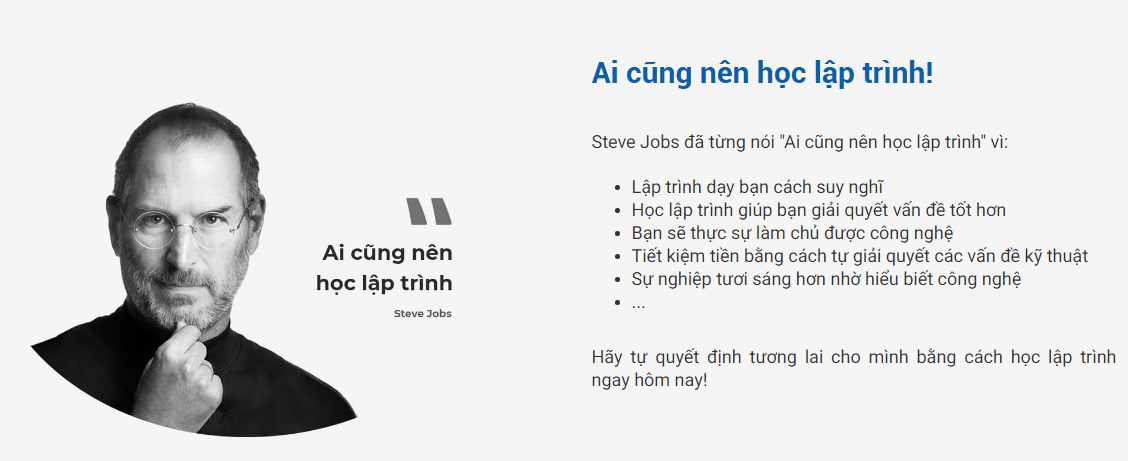 Ai cũng nên
học lập trình
Steve Jobs
Ai cũng nên học lập trình!
Steve Jobs đã từng nói "Ai cũng nên học lập trình" vì:
• Lập trình dạy bạn cách suy nghĩ
• Học lập trình giúp bạn giải quyết vấn đề tốt hơn
• Bạn sẽ thực sự làm chủ được công nghệ
• Tiết kiệm tiền bằng cách tự giải quyết các vấn đề kỹ thuật
• Sự nghiệp tươi sáng hơn nhờ hiểu biết công nghệ
• ...
Hãy tự quyết định tương lai cho mình bằng cách học lập trình
ngay hôm nay!